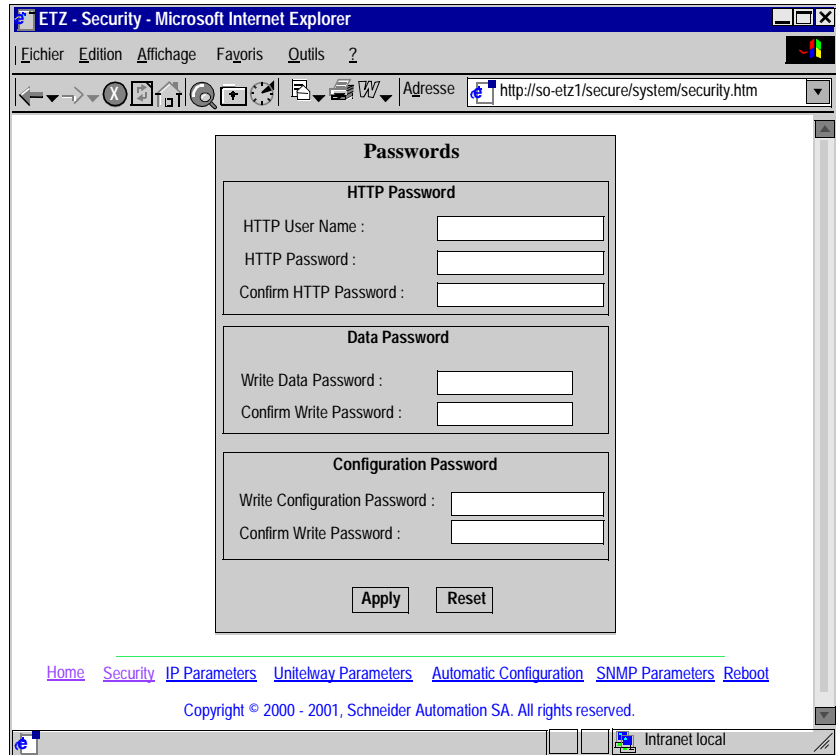 ETZ - Security - Microsoft Internet Explorer
Fichier Edition Affichage Favoris Outils ?
Adresse http://so-etz1/secure/system/security.htm
Passwords
HTTP Password
HTTP User Name :
HTTP Password :
Confirm HTTP Password :
Data Password
Write Data Password :
Confirm Write Password :
Configuration Password
Write Configuration Password :
Confirm Write Password :
Apply Reset
Home Security IP Parameters Unitelway Parameters Automatic Configuration SNMP Parameters Reboot
Copyright © 2000 - 2001, Schneider Automation SA. All rights reserved.
Intranet local